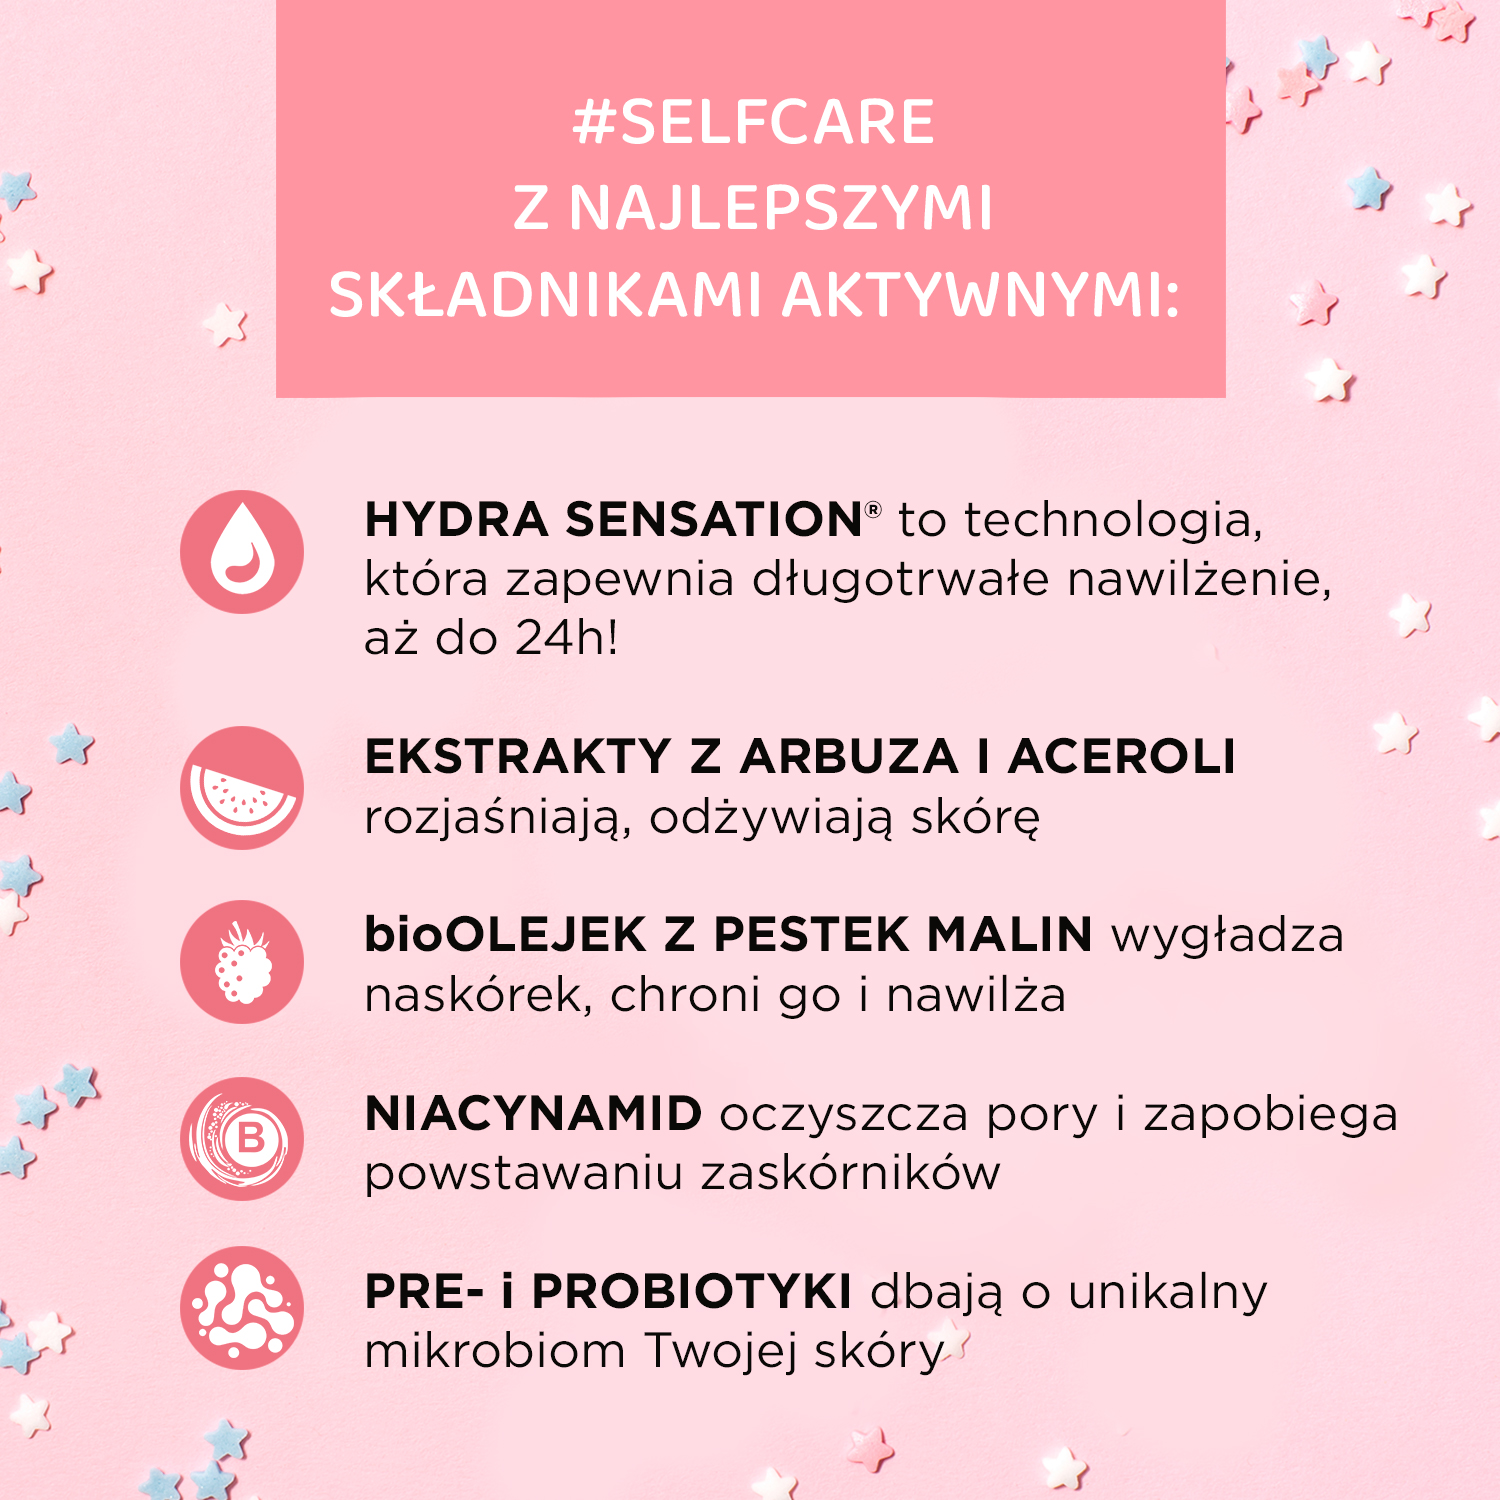 #SELFCARE
Z NAJLEPSZYMI
SKŁADNIKAMI AKTYWNYMI:
HYDRA SENSATION® to technologia,
która zapewnia długotrwałe nawilżenie,
aż do 24h!
EKSTRAKTY Z ARBUZA I ACEROLI
rozjaśniają, odżywiają skórę
bioOLEJEK Z PESTEK MALIN wygładza
naskórek, chroni go i nawilża
B
NIACYNAMID oczyszcza pory i zapobiega
powstawaniu zaskórników
PRE- i PROBIOTYKI dbają o unikalny
mikrobiom Twojej skóry